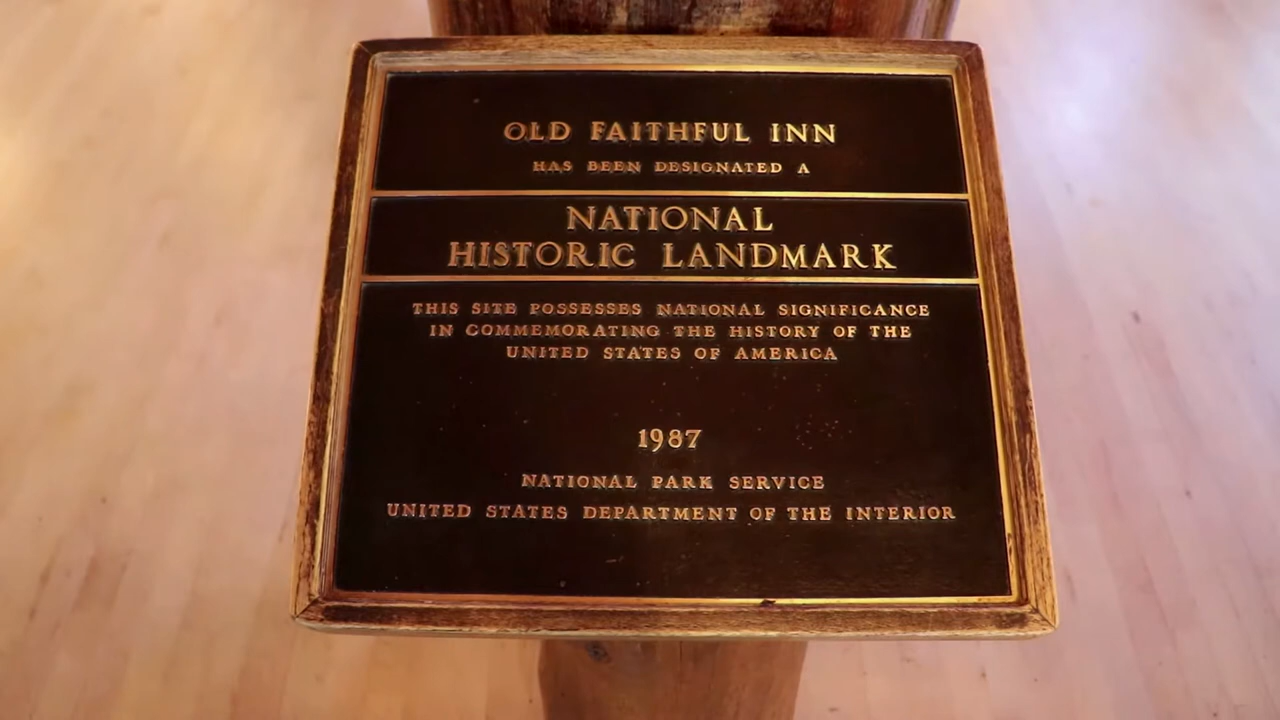 OLD FAITHFUL INN
HAS BEEN DESIGNATED A
NATIONAL
HISTORIC LANDMARK
THIS SITE POSSESSES NATIONAL SIGNIFICANCE
IN COMMEMORATING THE HISTORY OF THE
UNITED STATES OF AMERICA
1987
NATIONAL PARK SERVICE
UNITED STATES DEPARTMENT OF THE INTERIOR